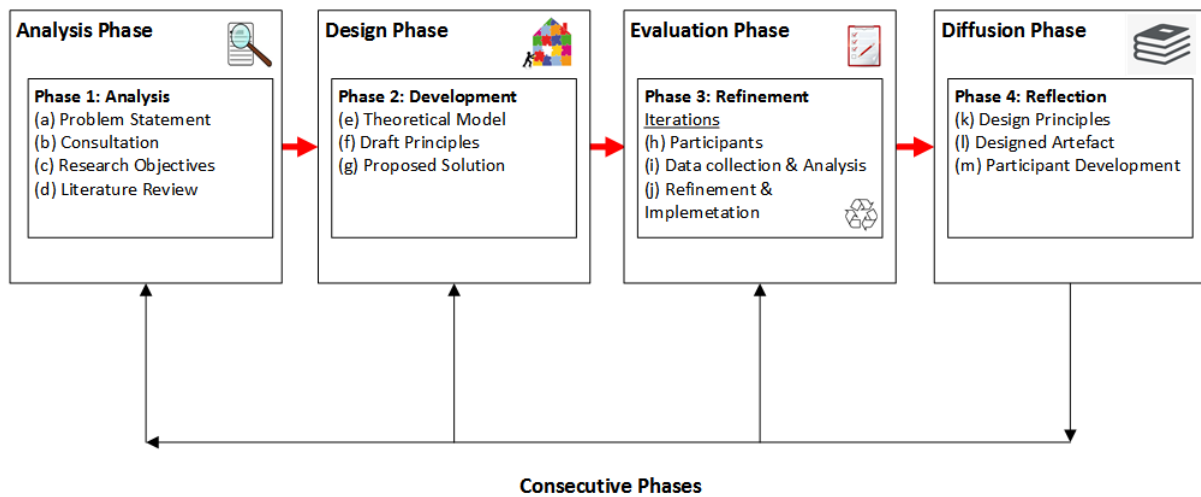 Analysis Phase
Phase 1: Analysis
(a) Problem Statement
(b) Consultation
(c) Research Objectives
(d) Literature Review
Design Phase
Phase 2: Development
(e) Theoretical Model
(f) Draft Principles
(g) Proposed Solution
Evaluation Phase
Phase 3: Refinement
Iterations
(h) Participants
(i) Data collection & Analysis
(j) Refinement &
Implemetation
Diffusion Phase
Phase 4: Reflection
(k) Design Principles
(l) Designed Artefact
(m) Participant Development
Consecutive Phases